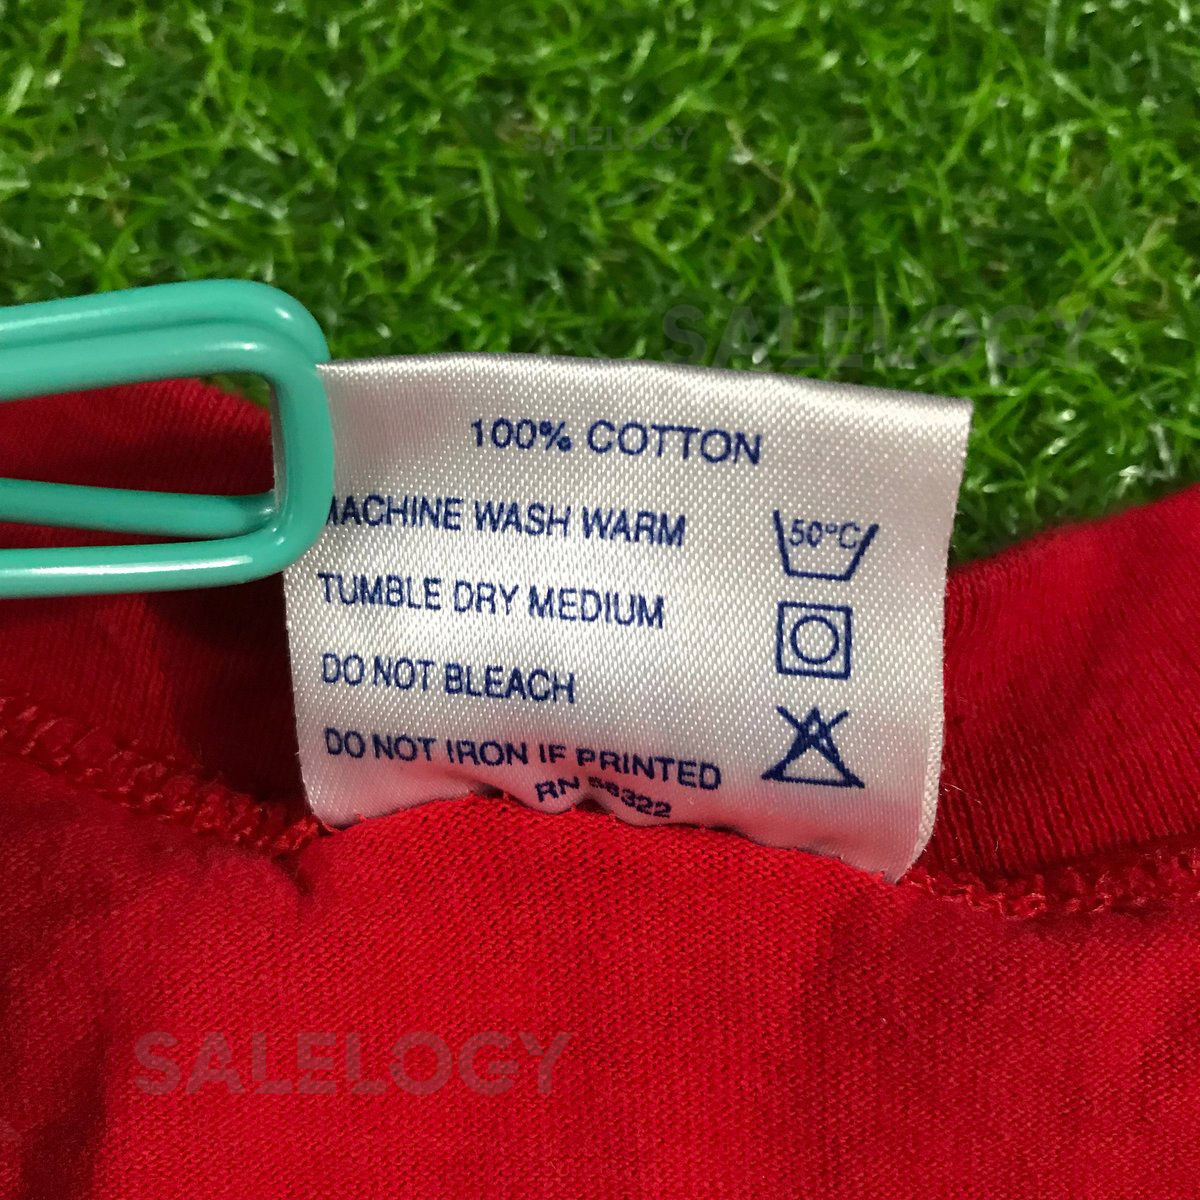 SALELOGY
SALELOGY
100% COTTON
MACHINE WASH WARM
50°C
TUMBLE DRY MEDIUM
DO NOT BLEACH
DO NOT IRON IF PRINTED
RN
SALELOGY